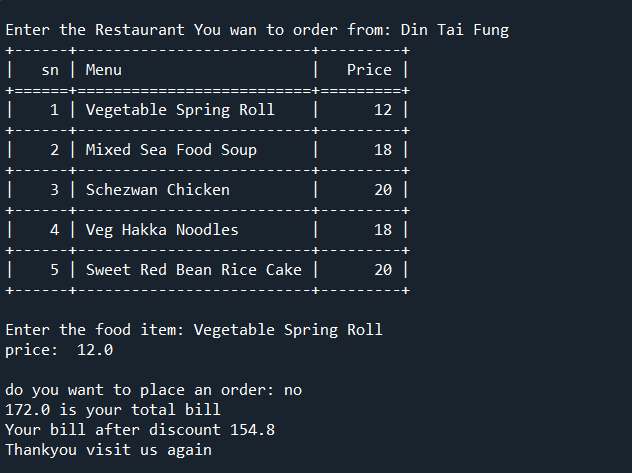 Enter the Restaurant You wan to order from: Din Tai Fung
+------+--------------------------+---------+
|   sn | Menu                     |   Price |
+======+==========================+=========+
|    1 | Vegetable Spring Roll    |      12 |
+------+--------------------------+---------+
|    2 | Mixed Sea Food Soup      |      18 |
+------+--------------------------+---------+
|    3 | Schezwan Chicken         |      20 |
+------+--------------------------+---------+
|    4 | Veg Hakka Noodles        |      18 |
+------+--------------------------+---------+
|    5 | Sweet Red Bean Rice Cake |      20 |
+------+--------------------------+---------+
Enter the food item: Vegetable Spring Roll
price:  12.0
do you want to place an order: no
172.0 is your total bill
Your bill after discount 154.8
Thankyou visit us again